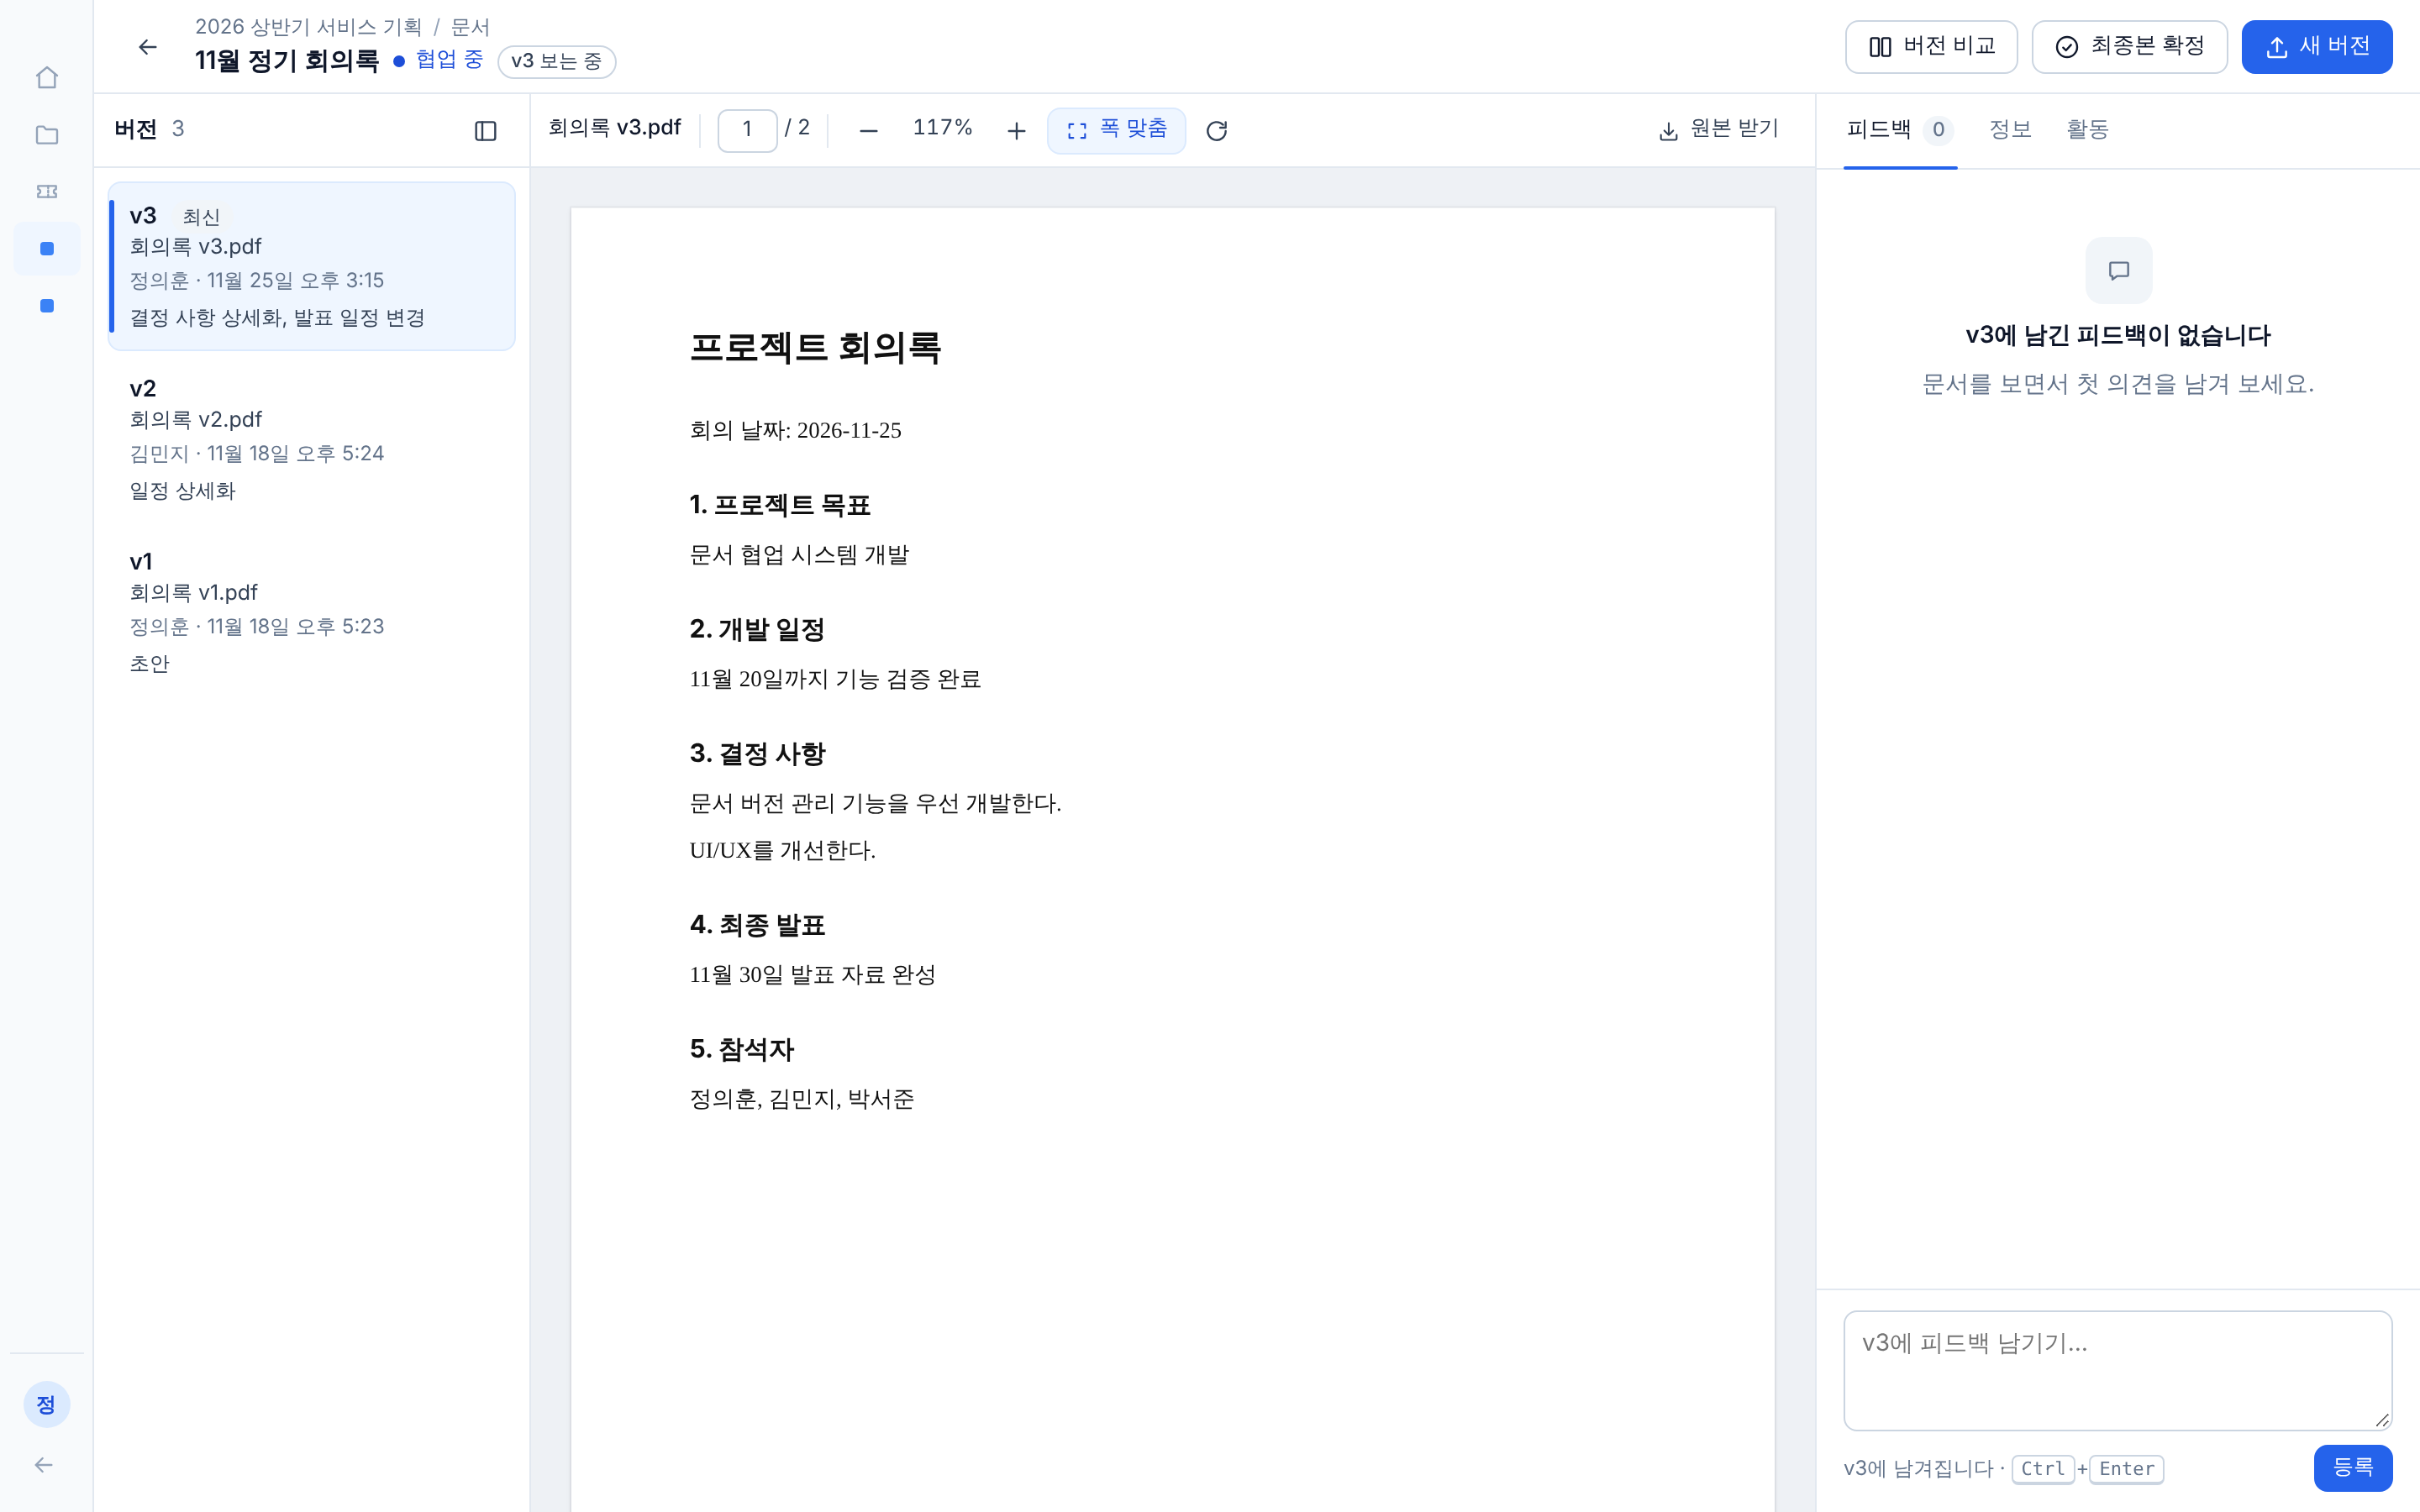 2026 상반기 서비스 기획 / 문서
11월 정기 회의록 협업 중 v3 보는 중
버전 비교 최종본 확정 새 버전
버전 3
v3 최신
회의록 v3.pdf
정의훈 · 11월 25일 오후 3:15
결정 사항 상세화, 발표 일정 변경
v2
회의록 v2.pdf
김민지 · 11월 18일 오후 5:24
일정 상세화
v1
회의록 v1.pdf
정의훈 · 11월 18일 오후 5:23
초안
정
회의록 v3.pdf 1 / 2 117% 폭 맞춤 원본 받기
프로젝트 회의록
회의 날짜: 2026-11-25
1. 프로젝트 목표
문서 협업 시스템 개발
2. 개발 일정
11월 20일까지 기능 검증 완료
3. 결정 사항
문서 버전 관리 기능을 우선 개발한다.
UI/UX를 개선한다.
4. 최종 발표
11월 30일 발표 자료 완성
5. 참석자
정의훈, 김민지, 박서준
피드백 0 정보 활동
v3에 남긴 피드백이 없습니다
문서를 보면서 첫 의견을 남겨 보세요.
v3에 피드백 남기기...
v3에 남겨집니다 · Ctrl+Enter 등록